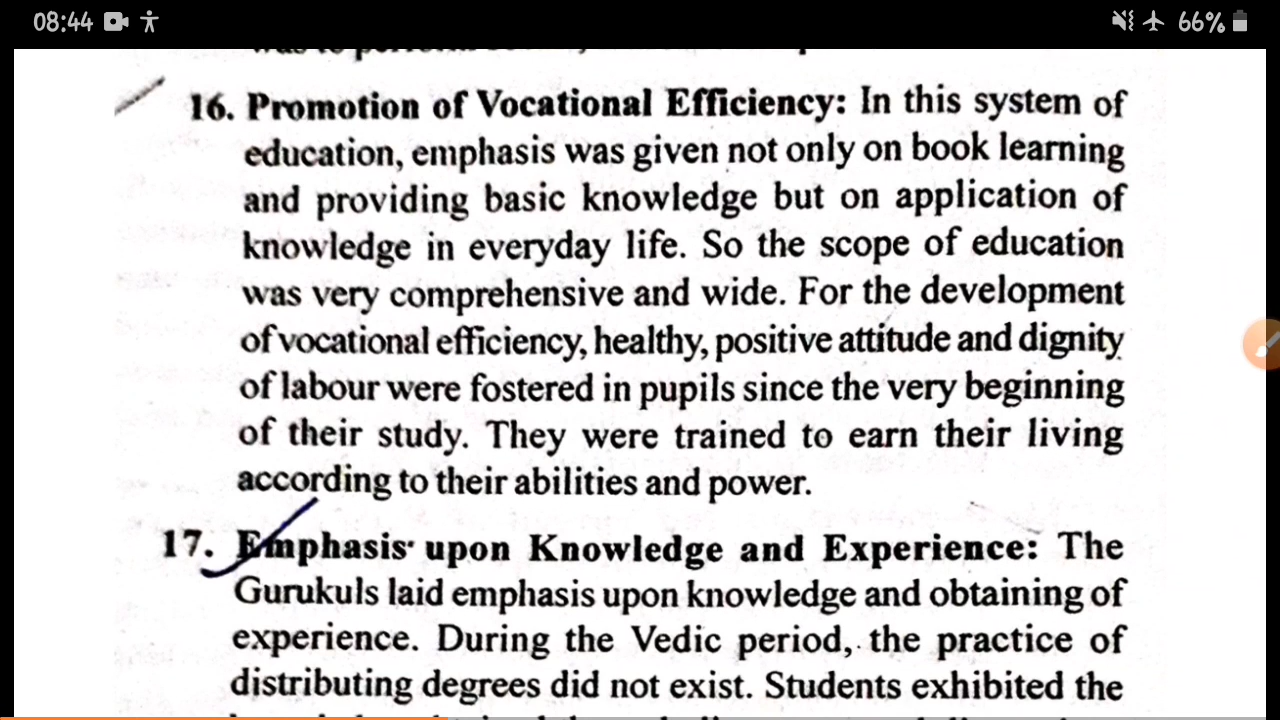 08:44 66%
16. Promotion of Vocational Efficiency: In this system of
education, emphasis was given not only on book learning
and providing basic knowledge but on application of
knowledge in everyday life. So the scope of education
was very comprehensive and wide. For the development
of vocational efficiency, healthy, positive attitude and dignity
of labour were fostered in pupils since the very beginning
of their study. They were trained to earn their living
according to their abilities and power.
17. Emphasis upon Knowledge and Experience: The
Gurukuls laid emphasis upon knowledge and obtaining of
experience. During the Vedic period, the practice of
distributing degrees did not exist. Students exhibited the